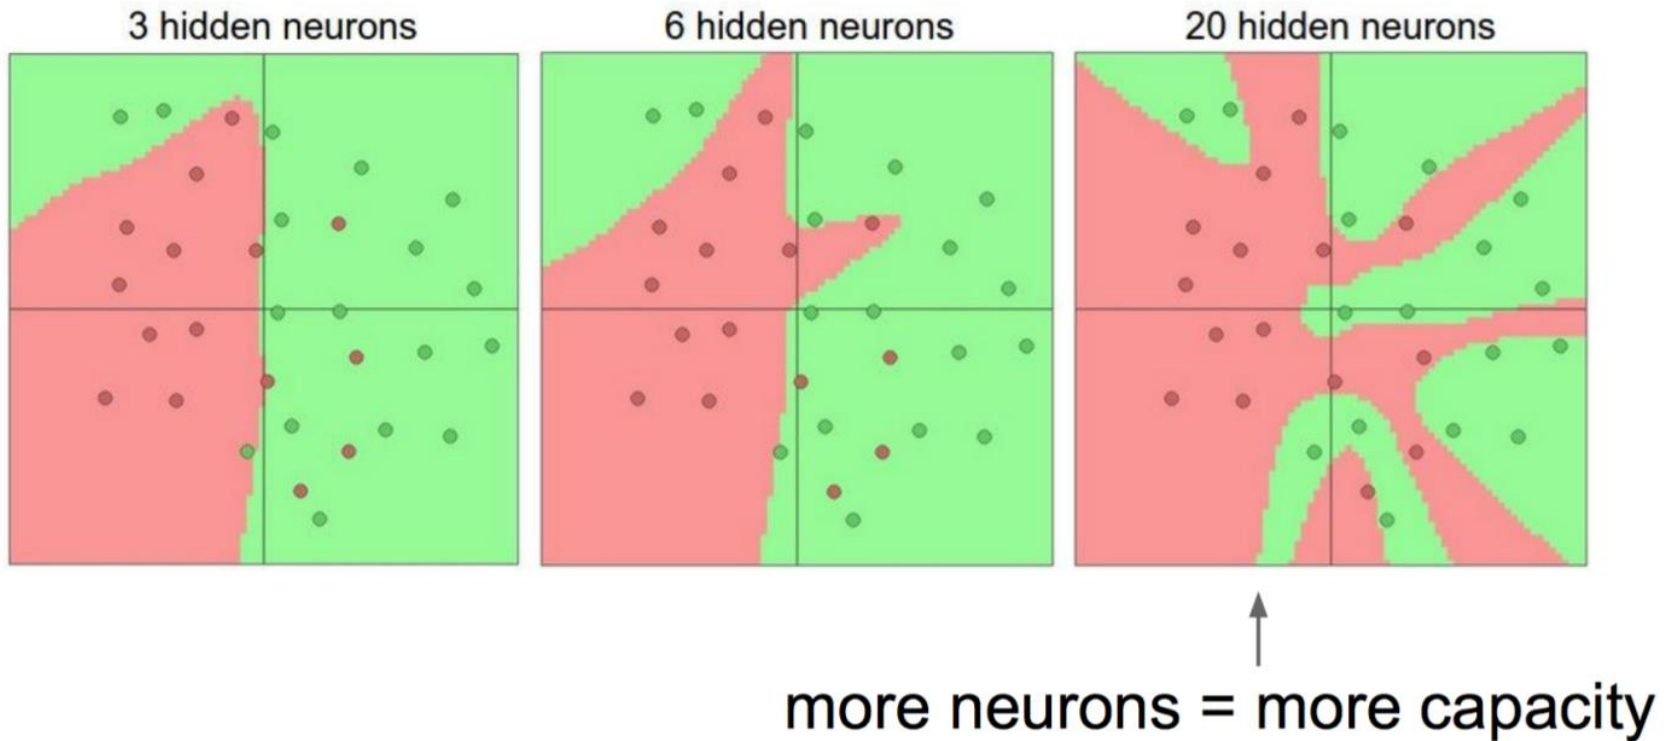 3 hidden neurons
6 hidden neurons
20 hidden neurons
more neurons = more capacity